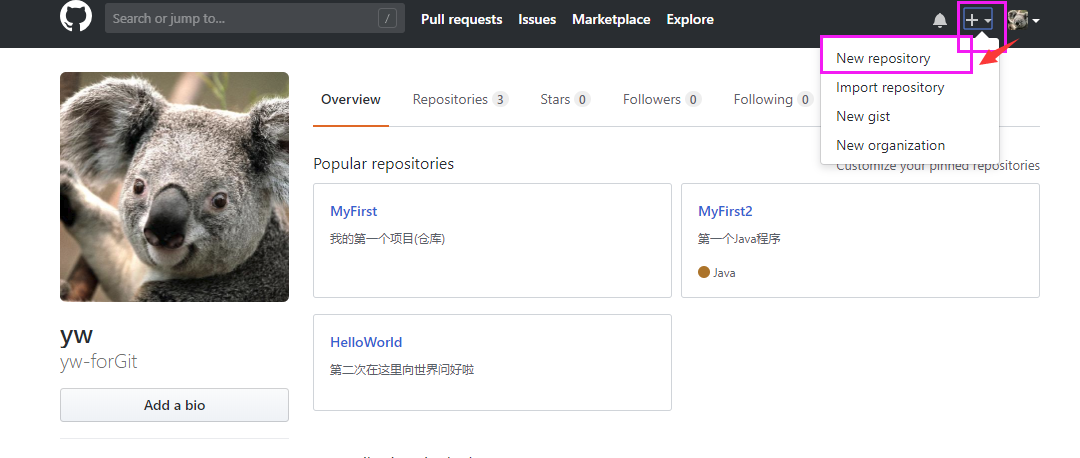 Search or jump to...
/
Pull requests
Issues
Marketplace
Explore
New repository
Import repository
New gist
New organization
Overview
Repositories 3
Stars 0
Followers 0
Following 0
Popular repositories
Customize your pinned repositories
MyFirst
我的第一个项目(仓库)
MyFirst2
第一个Java程序
Java
HelloWorld
第二次在这里向世界问好啦
yw
yw-forGit
Add a bio